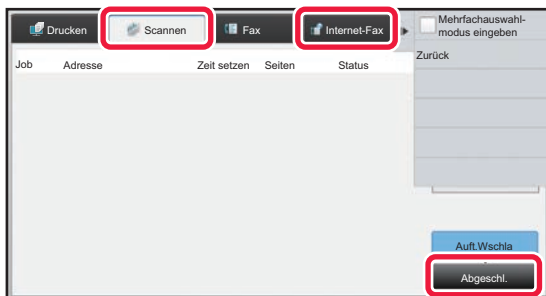 Drucken Scannen Fax Internet-Fax
Mehrfachauswahl-
modus eingeben
Zurück
Job Adresse Zeit setzen Seiten Status
Auft.Wschla
Abgeschl.